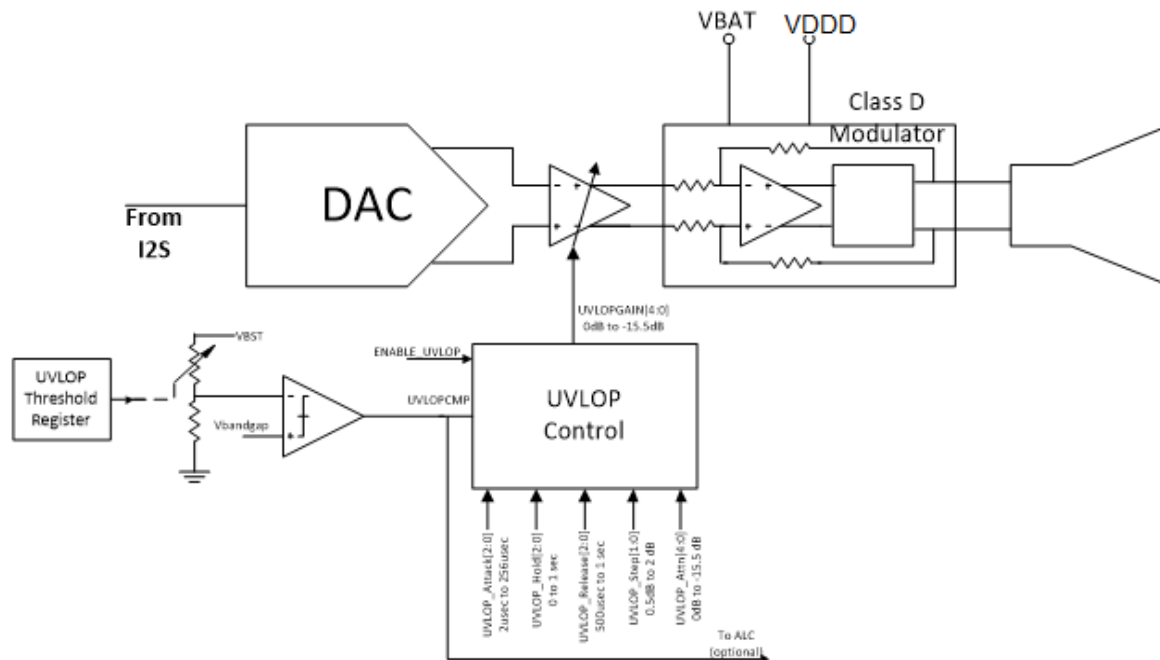 VBAT
VDDD
Class D
Modulator
DAC
From
I2S
UVLOPGAIN[4:0]
0dB to -15.5dB
VBST
ENABLE_UVLOP
UVLOP
Threshold
Register
UVLOPCMP
UVLOP
Control
Vbandgap
UVLOP_Attack[2:0]
2usec to 256usec
UVLOP_Hold[2:0]
0 to 1 sec
UVLOP_Release[2:0]
500usec to 1 sec
UVLOP_Step[1:0]
0.5dB to 2 dB
UVLOP_Attn[4:0]
0dB to -15.5 dB
To ALC
(optional)